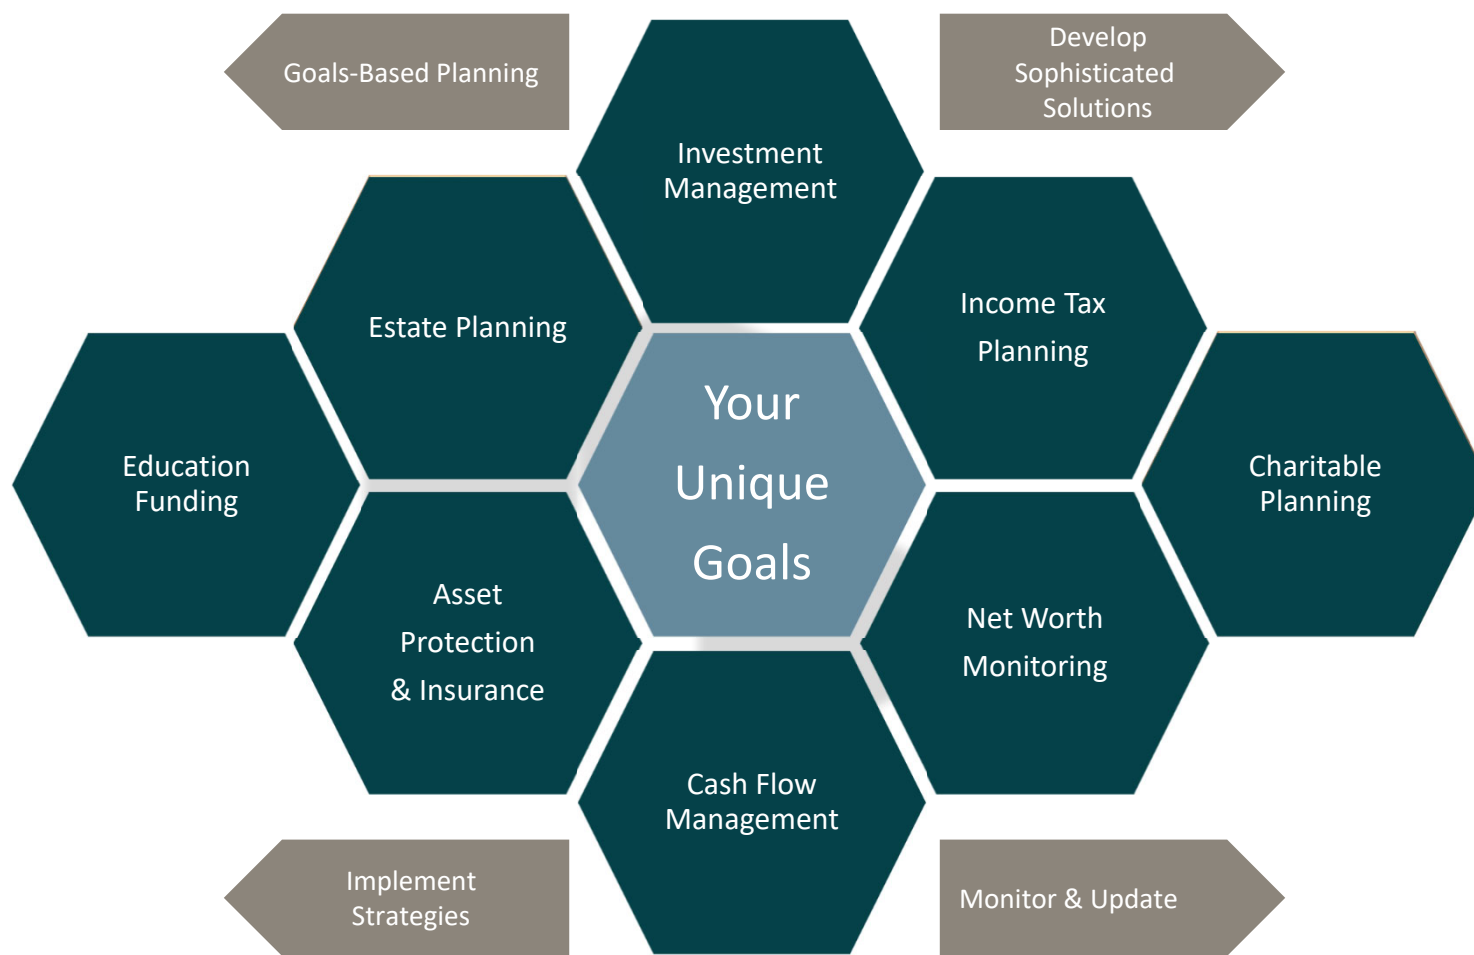 Goals-Based Planning
Develop
Sophisticated
Solutions
Investment
Management
Estate Planning
Income Tax
Planning
Education
Funding
Your
Unique
Goals
Charitable
Planning
Asset
Protection
& Insurance
Net Worth
Monitoring
Cash Flow
Management
Implement
Strategies
Monitor & Update